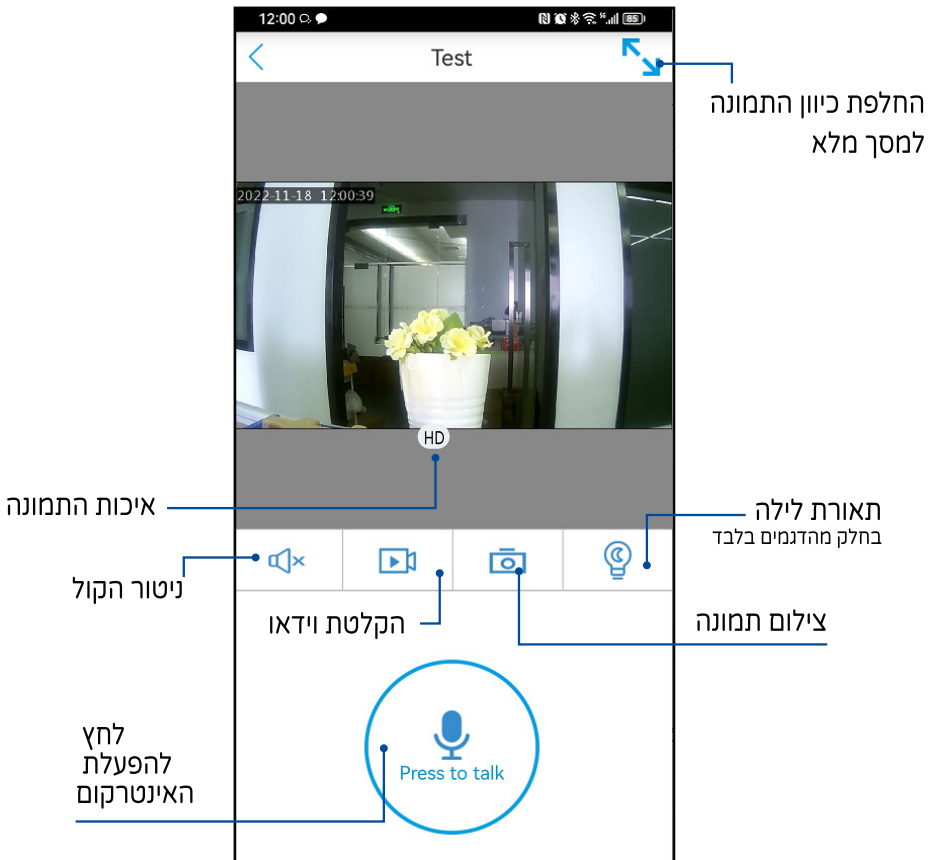 12:00
85
Test
החלפת כיוון התמונה
למסך מלא
2022-11-18 12:00:39
HD
איכות התמונה
תאורת לילה
בחלק מהדגמים בלבד
ניטור הקול
הקלטת וידאו
צילום תמונה
לחץ
להפעלת
האינטרקום
Press to talk